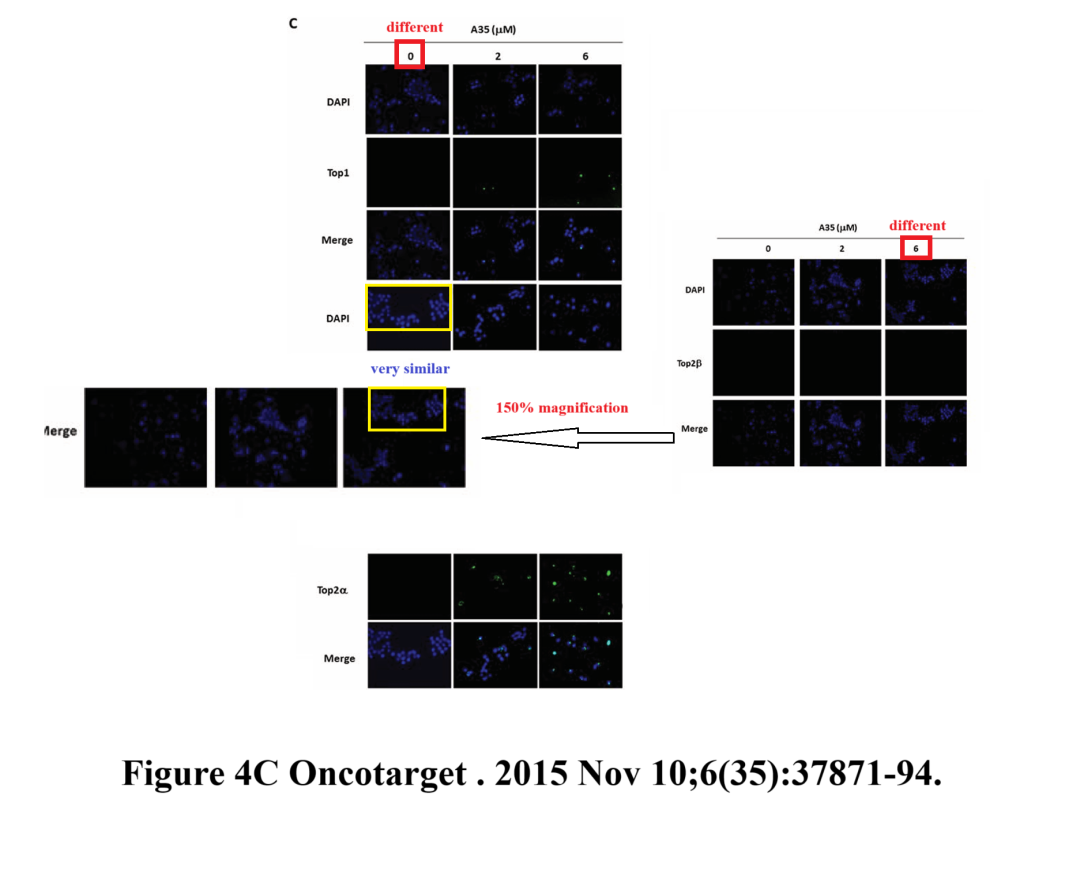 C
different
A35 (μM)
0 2 6
DAPI
Top1
Merge
DAPI
A35 (μM) different
0 2 6
DAPI
Top2β
Merge
very similar
150% magnification
Merge
Top2α
Merge
Figure 4C Oncotarget . 2015 Nov 10;6(35):37871-94.